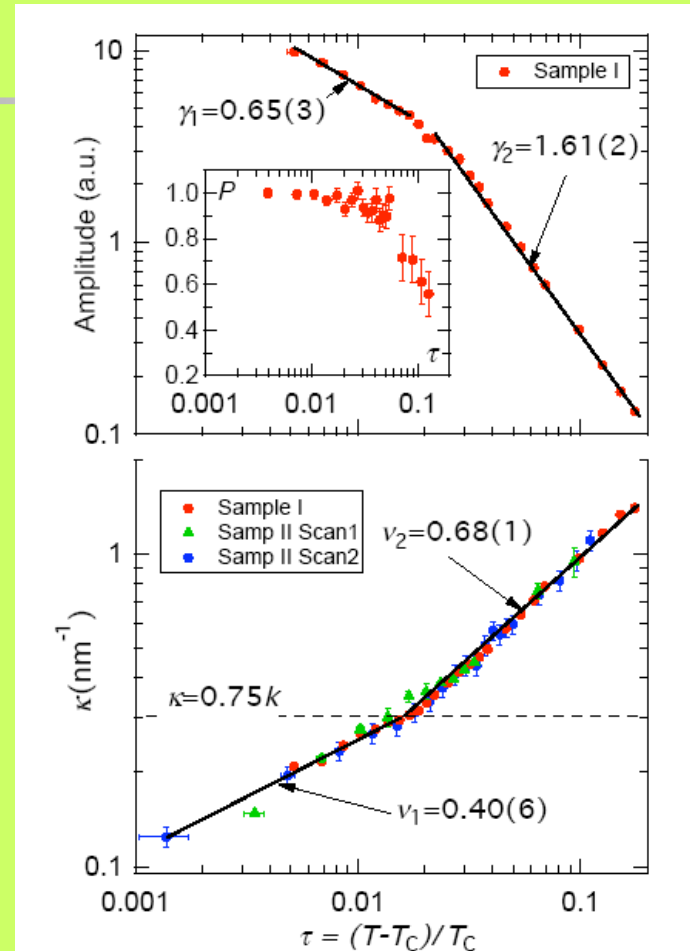 10
Sample I
γ₁=0.65(3)
γ₂=1.61(2)
Amplitude (a.u.)
1
0.1
P
1.0
0.8
0.6
0.4
0.2
τ
0.001
0.01
0.1
Sample I
Samp II Scan1
Samp II Scan2
ν₂=0.68(1)
1
κ(nm⁻¹)
κ=0.75k
ν₁=0.40(6)
0.1
0.001
0.01
0.1
τ = (T-T_C)/T_C